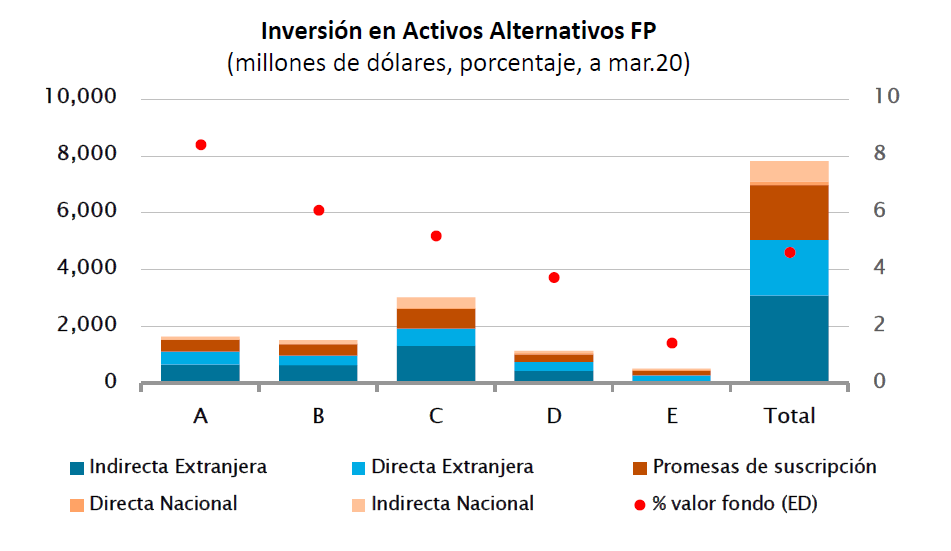 Inversión en Activos Alternativos FP
(millones de dólares, porcentaje, a mar.20)
10,000 10
8,000 8
6,000 6
4,000 4
2,000 2
0 0
A B C D E Total
Indirecta Extranjera Directa Extranjera Promesas de suscripción
Directa Nacional Indirecta Nacional % valor fondo (ED)